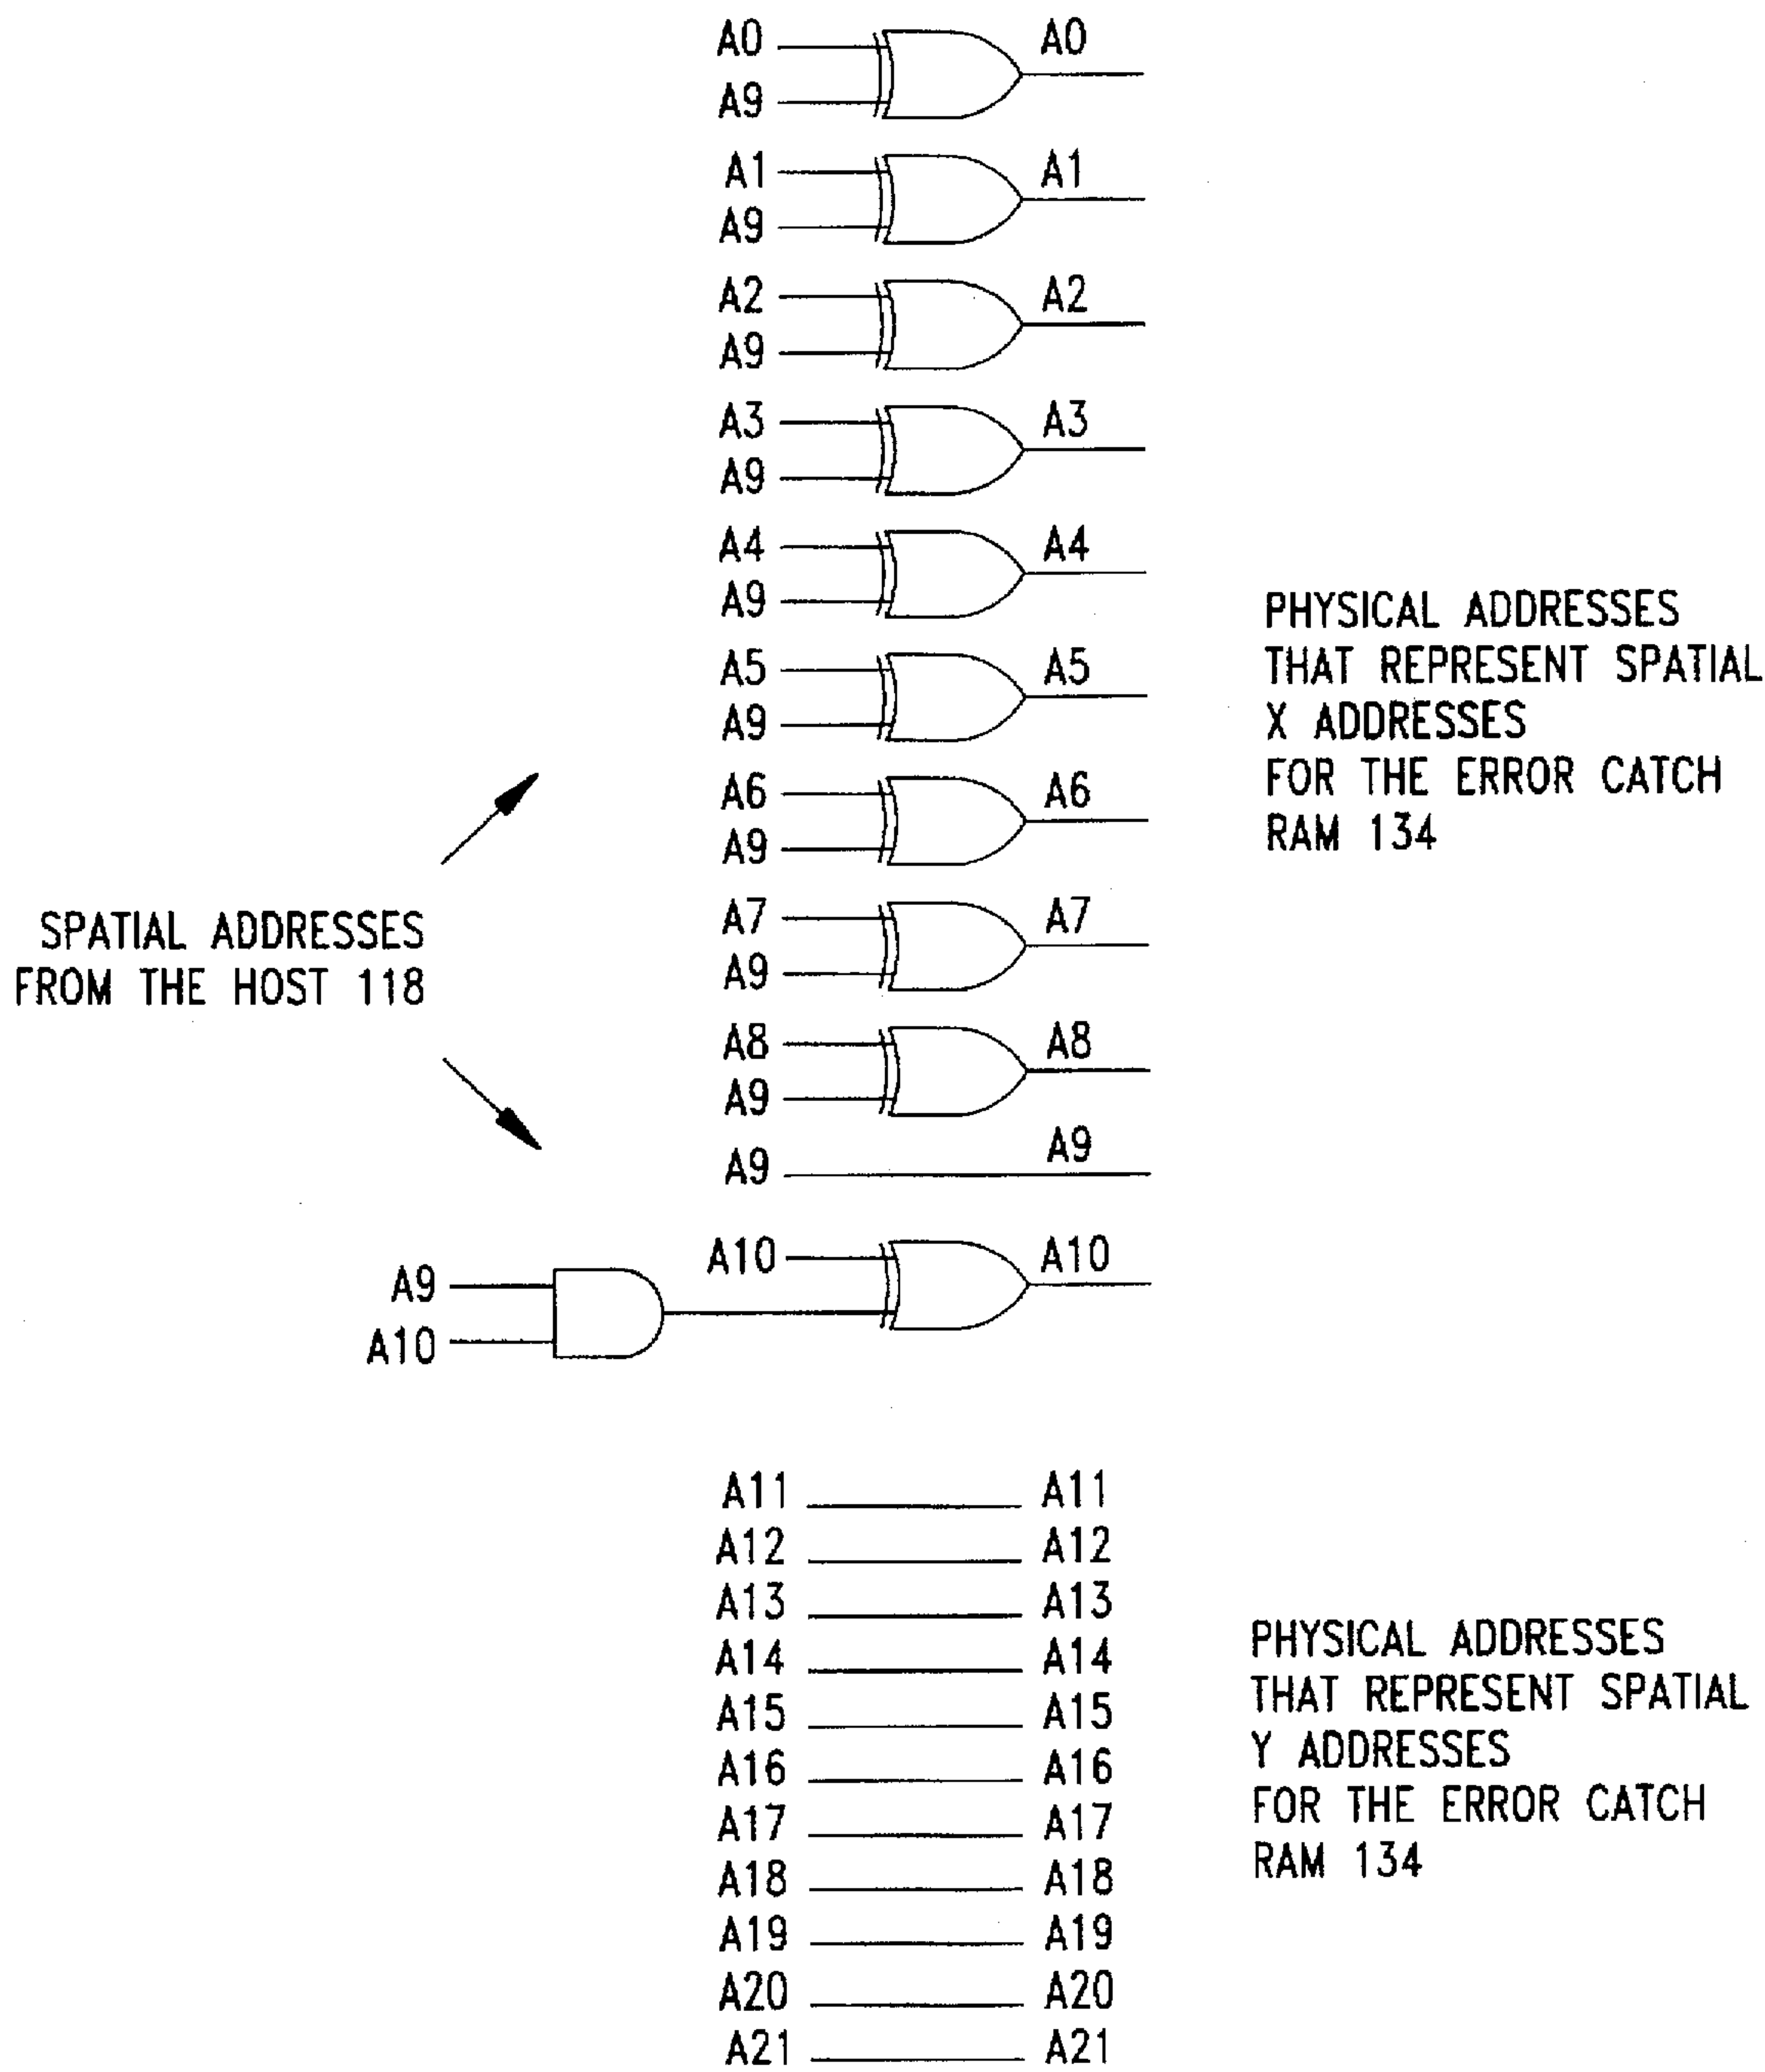 A0 A0
A9
A1 A1
A9
A2 A2
A9
A3 A3
A9
A4 A4
A9
A5 A5
A9
A6 A6
A9
A7 A7
A9
A8 A8
A9
A9 A9
A10 A10
A9
A10
SPATIAL ADDRESSES
FROM THE HOST 118
PHYSICAL ADDRESSES
THAT REPRESENT SPATIAL
X ADDRESSES
FOR THE ERROR CATCH
RAM 134
A11 A11
A12 A12
A13 A13
A14 A14
A15 A15
A16 A16
A17 A17
A18 A18
A19 A19
A20 A20
A21 A21
PHYSICAL ADDRESSES
THAT REPRESENT SPATIAL
Y ADDRESSES
FOR THE ERROR CATCH
RAM 134